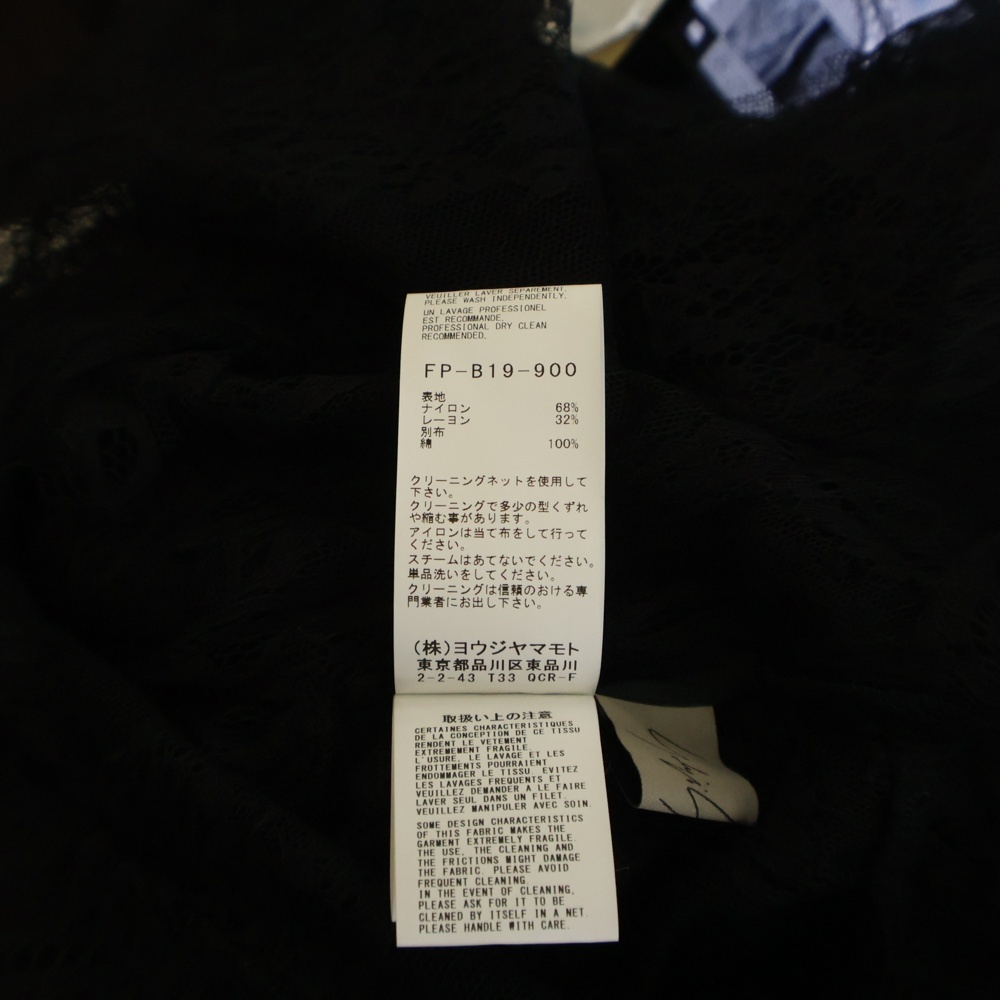 VEUILLER LAVER SEPAREMENT.
PLEASE WASH INDEPENDENTLY.
UN LAVAGE PROFESSIONEL
EST RECOMMANDE.
PROFESSIONAL DRY CLEAN
RECOMMENDED.
FP-B19-900
表地
ナイロン 68%
レーヨン 32%
別布
綿 100%
クリーニングネットを使用して
下さい。
クリーニングで多少の型くずれ
や縮む事があります。
アイロンは当て布をして行って
ください。
スチームはあてないでください。
単品洗いをしてください。
クリーニングは信頼のおける専
門業者にお出し下さい。
(株)ヨウジヤマモト
東京都品川区東品川
2-2-43 T33 QCR-F
取扱い上の注意
CERTAINES CHARACTERISTIQUES
DE LA CONCEPTION DE CE TISSU
RENDENT LE VETEMENT
EXTREMEMENT FRAGILE.
L'USURE, LE LAVAGE ET LES
FROTTEMENTS POURRAIENT
ENDOMMAGER LE TISSU. EVITEZ
LES LAVAGES FREQUENTS ET
VEUILLEZ DEMANDER A LE FAIRE
LAVER SEUL DANS UN FILET.
VEUILLEZ MANIPULER AVEC SOIN.
SOME DESIGN CHARACTERISTICS
OF THIS FABRIC MAKES THE
GARMENT EXTREMELY FRAGILE.
THE USE, THE CLEANING AND
THE FRICTIONS MIGHT DAMAGE
THE FABRIC. PLEASE AVOID
FREQUENT CLEANING.
IN THE EVENT OF CLEANING,
PLEASE ASK FOR IT TO BE
CLEANED BY ITSELF IN A NET.
PLEASE HANDLE WITH CARE.